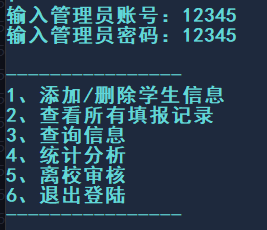 输入管理员账号：12345
输入管理员密码：12345
----------------
1、添加/删除学生信息
2、查看所有填报记录
3、查询信息
4、统计分析
5、离校审核
6、退出登陆
----------------